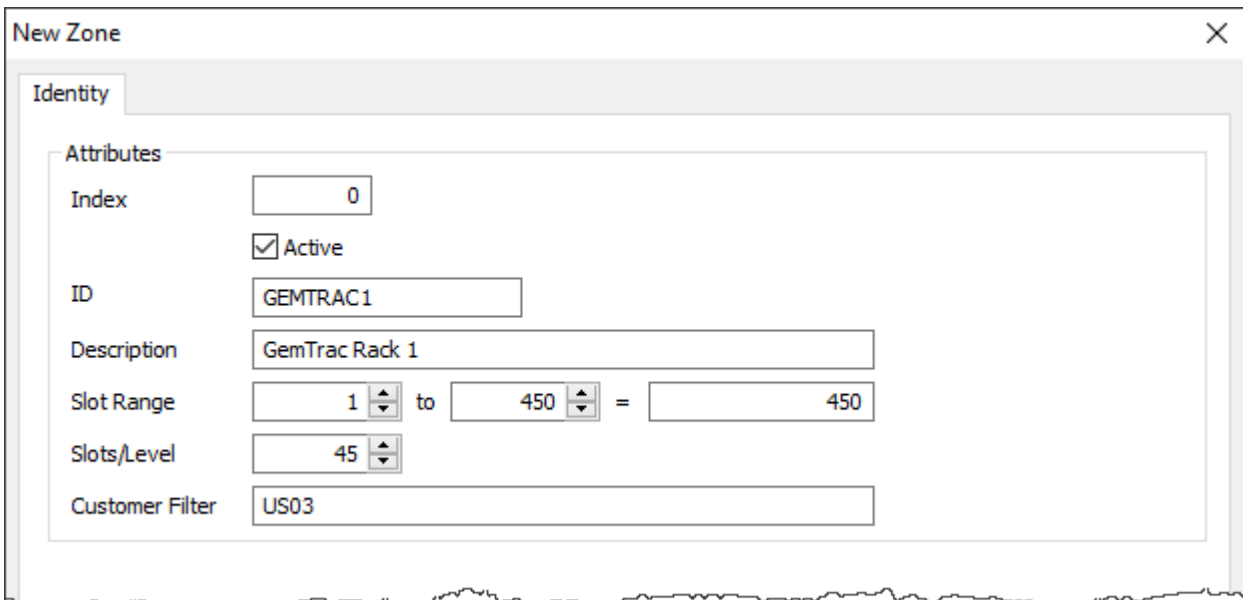 New Zone
Identity
Attributes
Index 0
Active
ID GEMTRAC1
Description GemTrac Rack 1
Slot Range 1 to 450 = 450
Slots/Level 45
Customer Filter US03